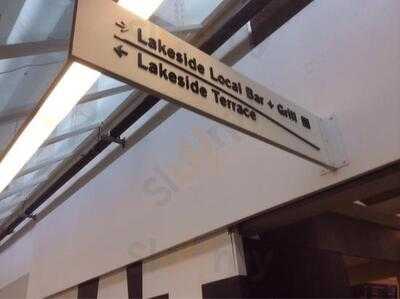 Lakeside Local Bar + Grill
Lakeside Terrace